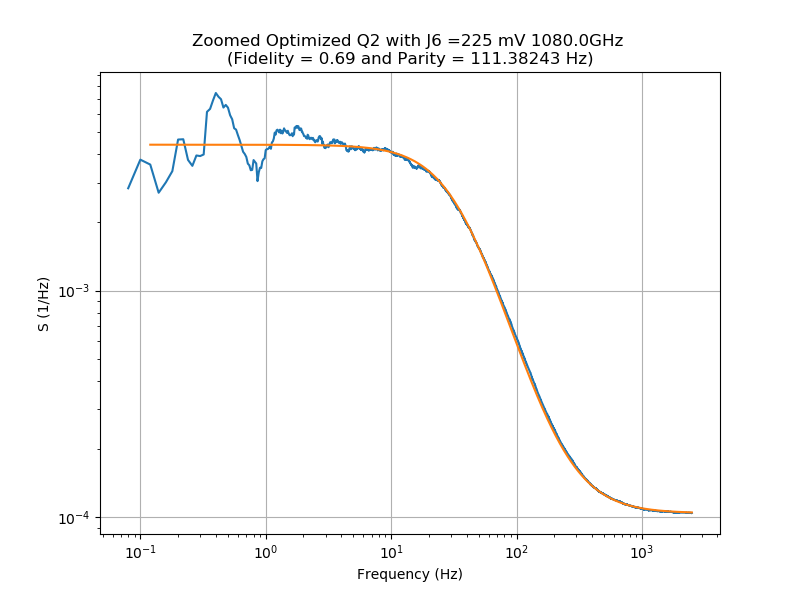 Zoomed Optimized Q2 with J6 =225 mV 1080.0GHz
(Fidelity = 0.69 and Parity = 111.38243 Hz)
S (1/Hz)
10⁻³
10⁻⁴
10⁻¹ 10⁰ 10¹ 10² 10³
Frequency (Hz)